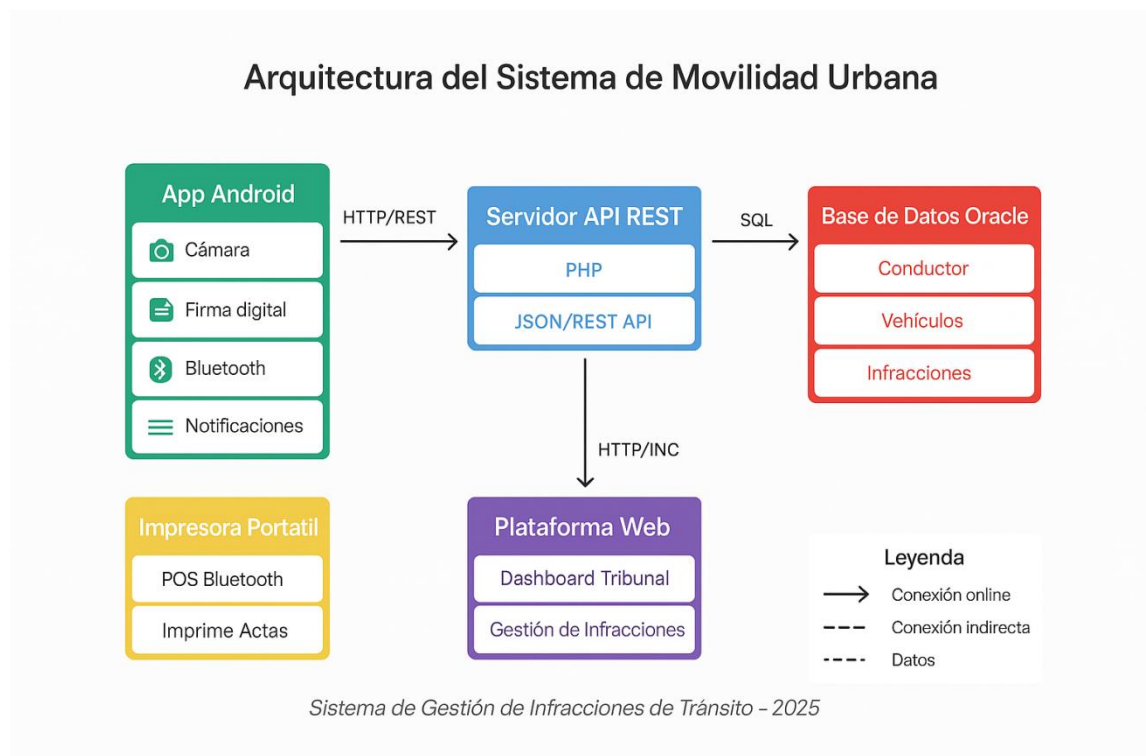 Arquitectura del Sistema de Movilidad Urbana
App Android
Cámara
Firma digital
Bluetooth
Notificaciones
HTTP/REST
Servidor API REST
PHP
JSON/REST API
SQL
Base de Datos Oracle
Conductor
Vehículos
Infracciones
HTTP/INC
Impresora Portatil
POS Bluetooth
Imprime Actas
Plataforma Web
Dashboard Tribunal
Gestión de Infracciones
Leyenda
Conexión online
Conexión indirecta
Datos
Sistema de Gestión de Infracciones de Tránsito – 2025